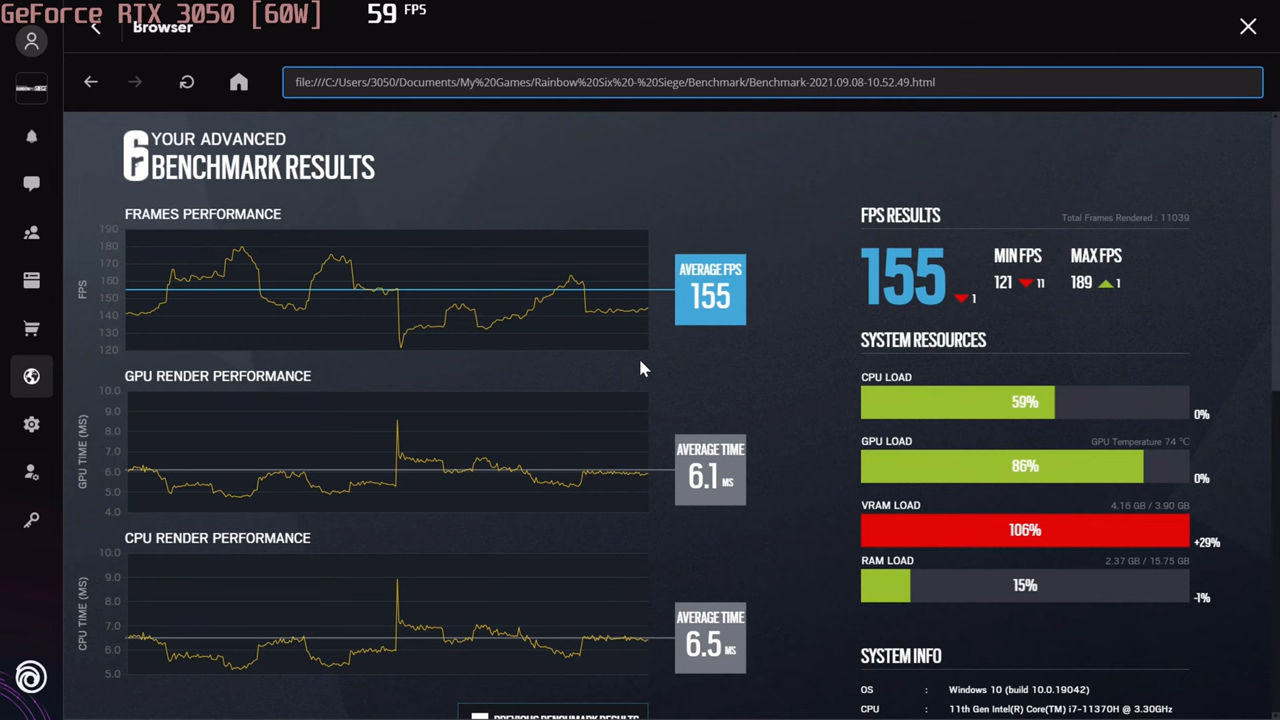 GeForce RTX 3050 [60W] 59 FPS
Browser
file:///C:/Users/3050/Documents/My%20Games/Rainbow%20Six%20-%20Siege/Benchmark/Benchmark-2021.09.08-10.52.49.html
6 YOUR ADVANCED
BENCHMARK RESULTS
FRAMES PERFORMANCE
190
180
170
160
150
140
130
120
FPS
AVERAGE FPS
155
GPU RENDER PERFORMANCE
10.0
9.0
8.0
7.0
6.0
5.0
4.0
GPU TIME (MS)
AVERAGE TIME
6.1 MS
CPU RENDER PERFORMANCE
10.0
9.0
8.0
7.0
6.0
5.0
CPU TIME (MS)
AVERAGE TIME
6.5 MS
PREVIOUS BENCHMARK RESULTS
FPS RESULTS
Total Frames Rendered : 11039
155 1
MIN FPS
121 11
MAX FPS
189 1
SYSTEM RESOURCES
CPU LOAD
59% 0%
GPU LOAD GPU Temperature 74 °C
86% 0%
VRAM LOAD 4.16 GB / 3.90 GB
106% +29%
RAM LOAD 2.37 GB / 15.75 GB
15% -1%
SYSTEM INFO
OS : Windows 10 (build 10.0.19042)
CPU : 11th Gen Intel(R) Core(TM) i7-11370H @ 3.30GHz